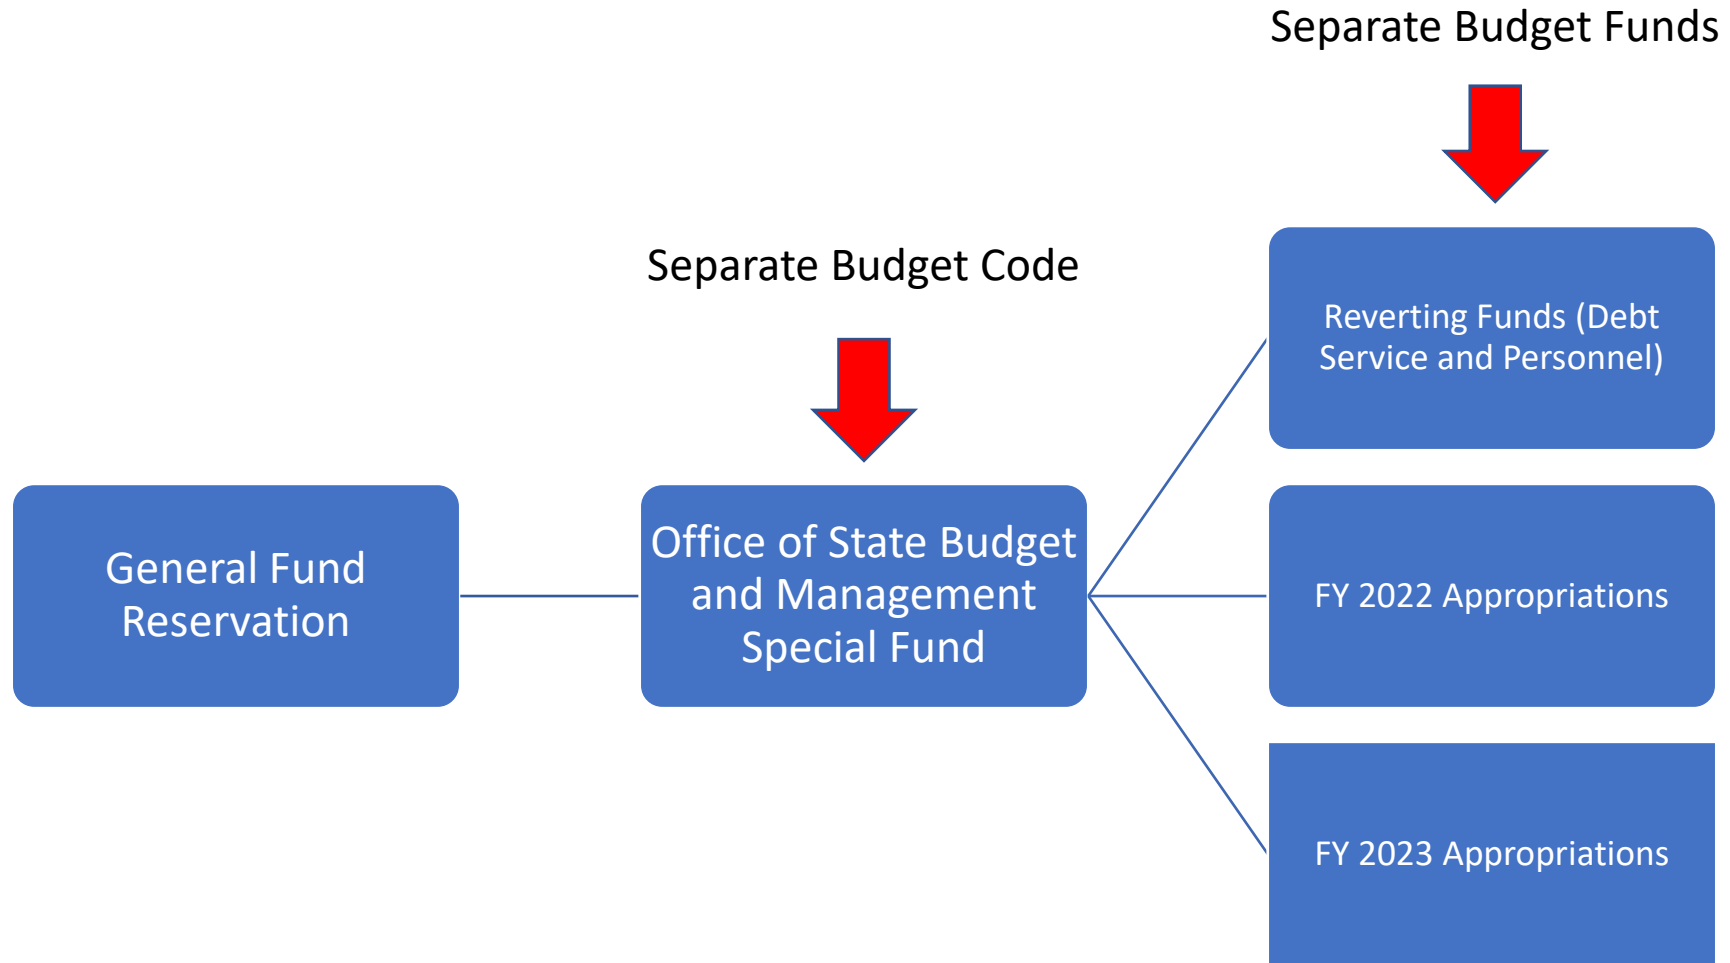 Separate Budget Funds
Separate Budget Code
Reverting Funds (Debt
Service and Personnel)
General Fund
Reservation
Office of State Budget
and Management
Special Fund
FY 2022 Appropriations
FY 2023 Appropriations